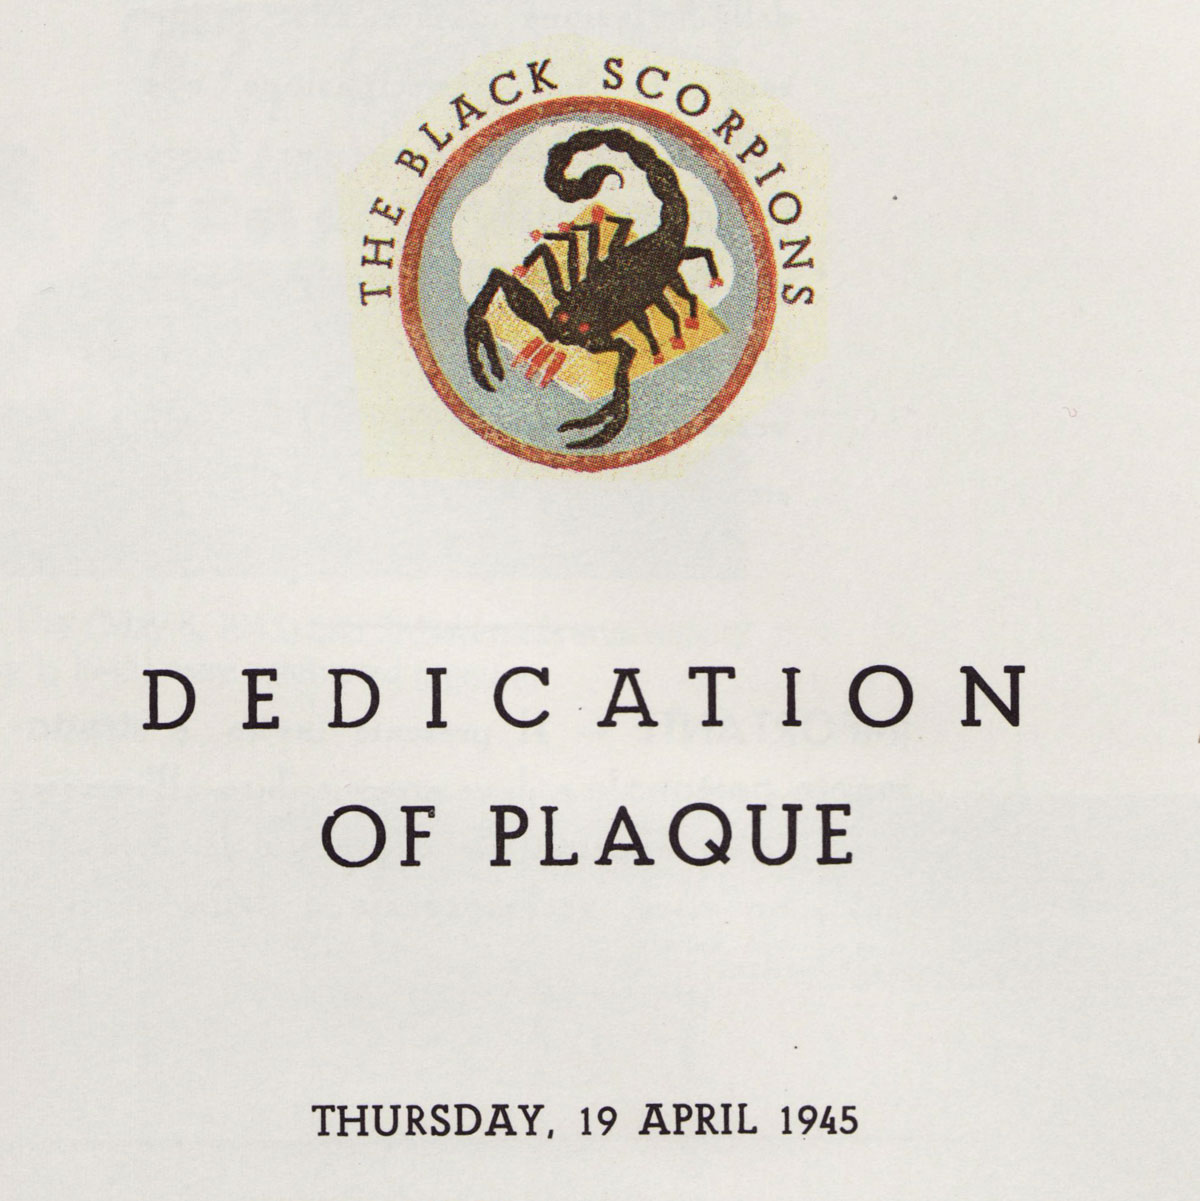 THE BLACK SCORPIONS
DEDICATION
OF PLAQUE
THURSDAY, 19 APRIL 1945